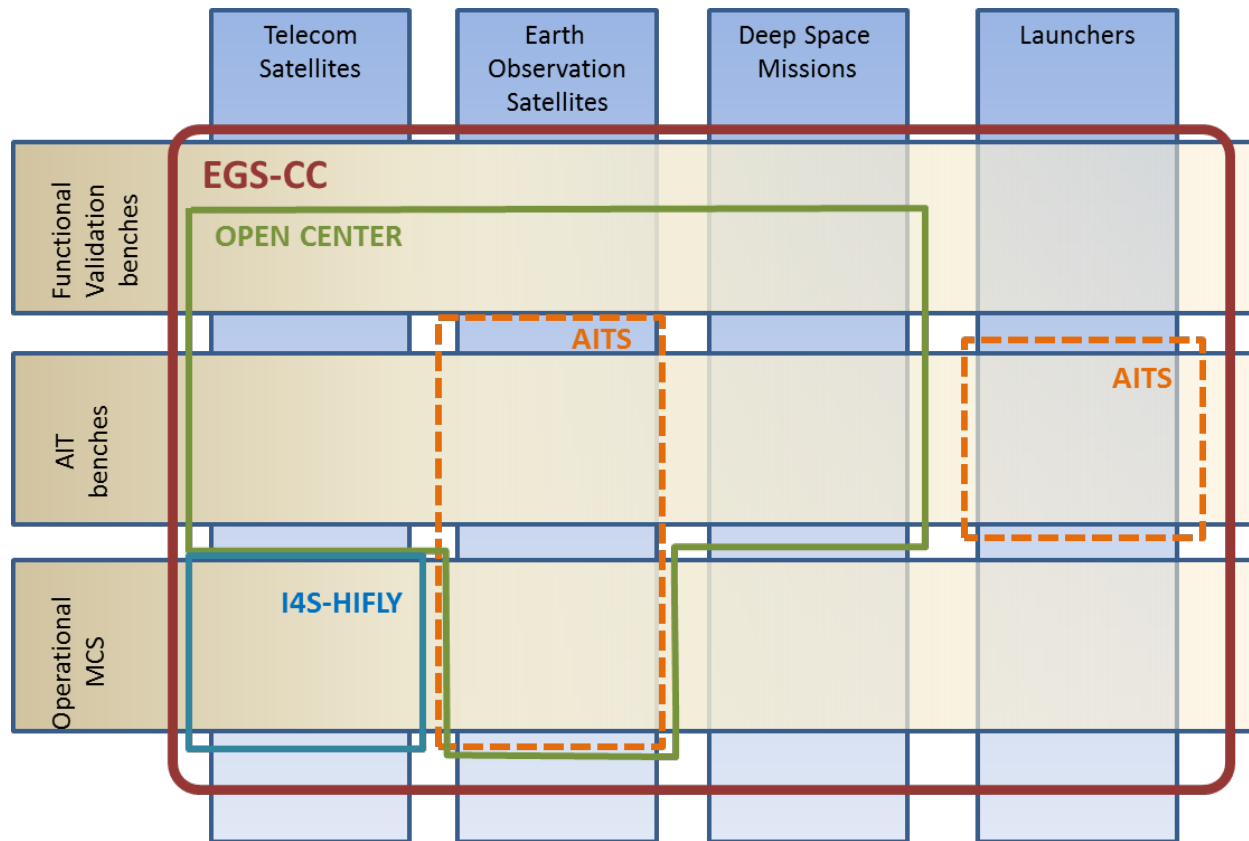 Telecom
Satellites
Earth
Observation
Satellites
Deep Space
Missions
Launchers
Functional
Validation
benches
EGS-CC
OPEN CENTER
AITS
AITS
AIT
benches
I4S-HIFLY
Operational
MCS